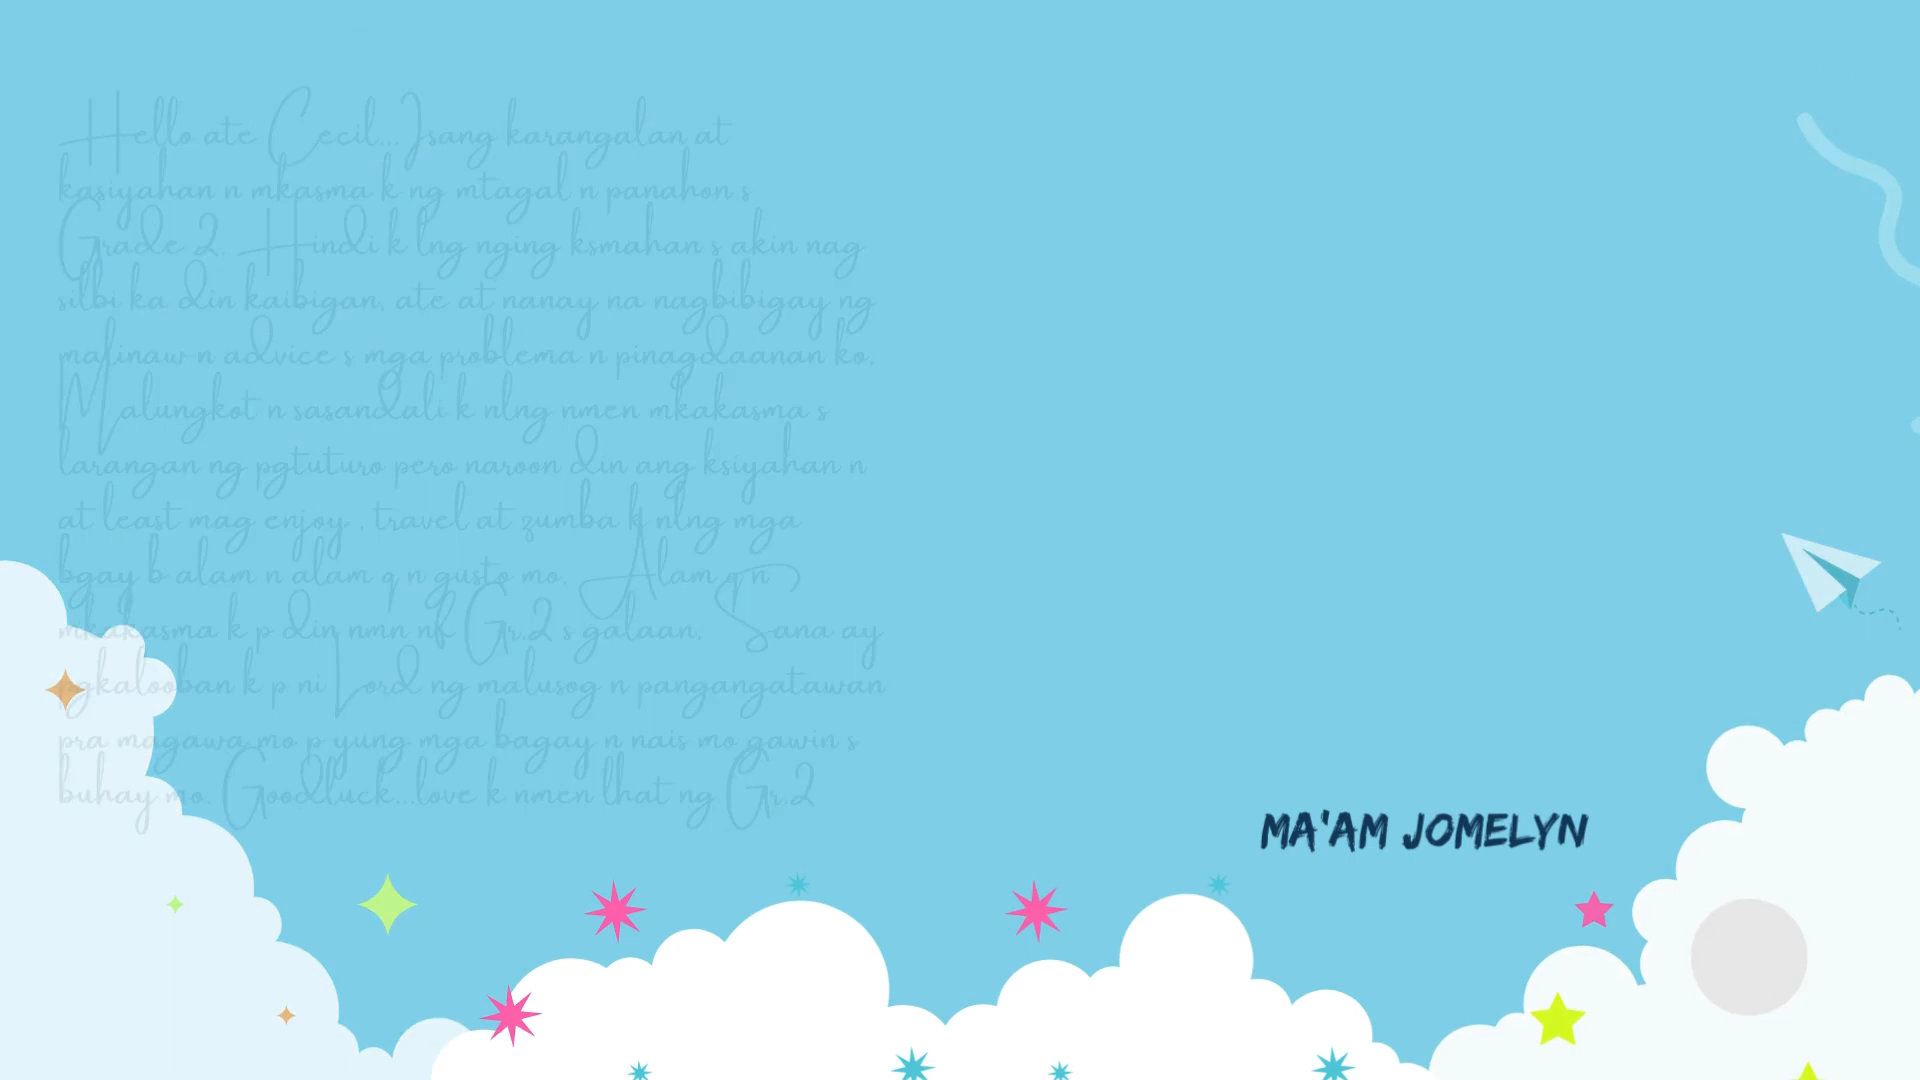 Hello ate Cecil...Isang karangalan at
kasiyahan n mkasma k ng mtagal n panahon s
Grade 2. Hindi k lng nging ksmahan s akin nag
silbi ka din kaibigan, ate at nanay na nagbibigay ng
malinaw n advice s mga problema n pinagdaanan ko.
Malungkot n sasandali k nlng nmen mkakasma s
larangan ng pgtuturo pero naroon din ang ksiyahan n
at least mag enjoy , travel at zumba k nlng mga
bgay b alam n alam q n gusto mo. Alam q n
mkakasma k p din nmn nf Gr.2 s galaan. Sana ay
pgkalooban k p ni Lord ng malusog n pangangatawan
pra magawa mo p yung mga bagay n nais mo gawin s
buhay mo. Goodluck...love k nmen lhat ng Gr.2
MA'AM JOMELYN